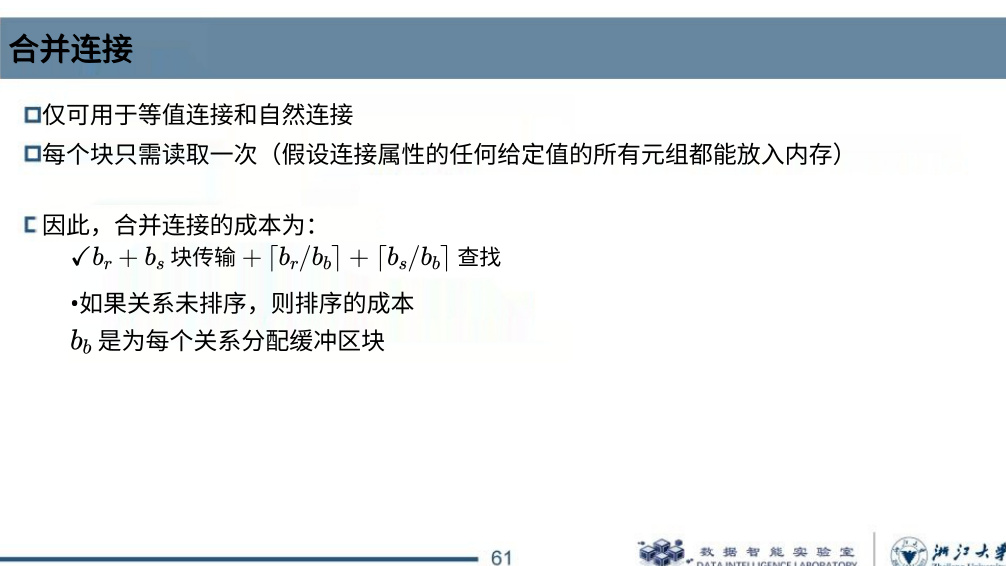 合并连接
仅可用于等值连接和自然连接
每个块只需读取一次（假设连接属性的任何给定值的所有元组都能放入内存）
因此，合并连接的成本为：
✓ $b_r + b_s$ 块传输 $+ \lceil b_r/b_b \rceil + \lceil b_s/b_b \rceil$ 查找
•如果关系未排序，则排序的成本
$b_b$ 是为每个关系分配缓冲区块
61
数据智能实验室
DATA INTELLIGENCE LABORATORY
浙江大学